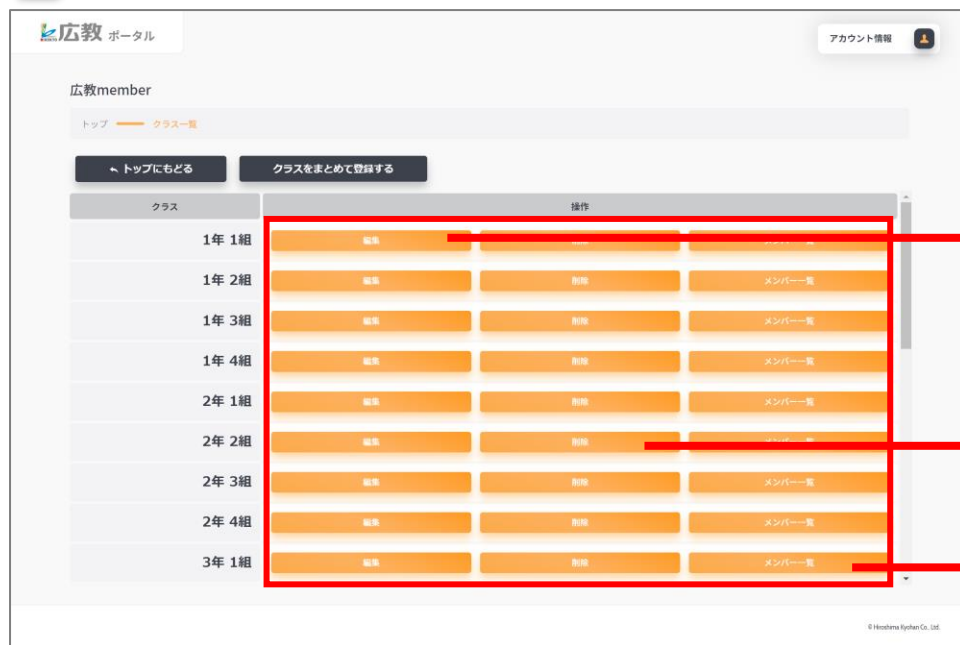 広教 ポータル
アカウント情報
広教member
トップ クラス一覧
トップにもどる クラスをまとめて登録する
クラス 操作
1年 1組 編集 削除 メンバー一覧
1年 2組 編集 削除 メンバー一覧
1年 3組 編集 削除 メンバー一覧
1年 4組 編集 削除 メンバー一覧
2年 1組 編集 削除 メンバー一覧
2年 2組 編集 削除 メンバー一覧
2年 3組 編集 削除 メンバー一覧
2年 4組 編集 削除 メンバー一覧
3年 1組 編集 削除 メンバー一覧
© Hiroshima Kyohan Co., Ltd.